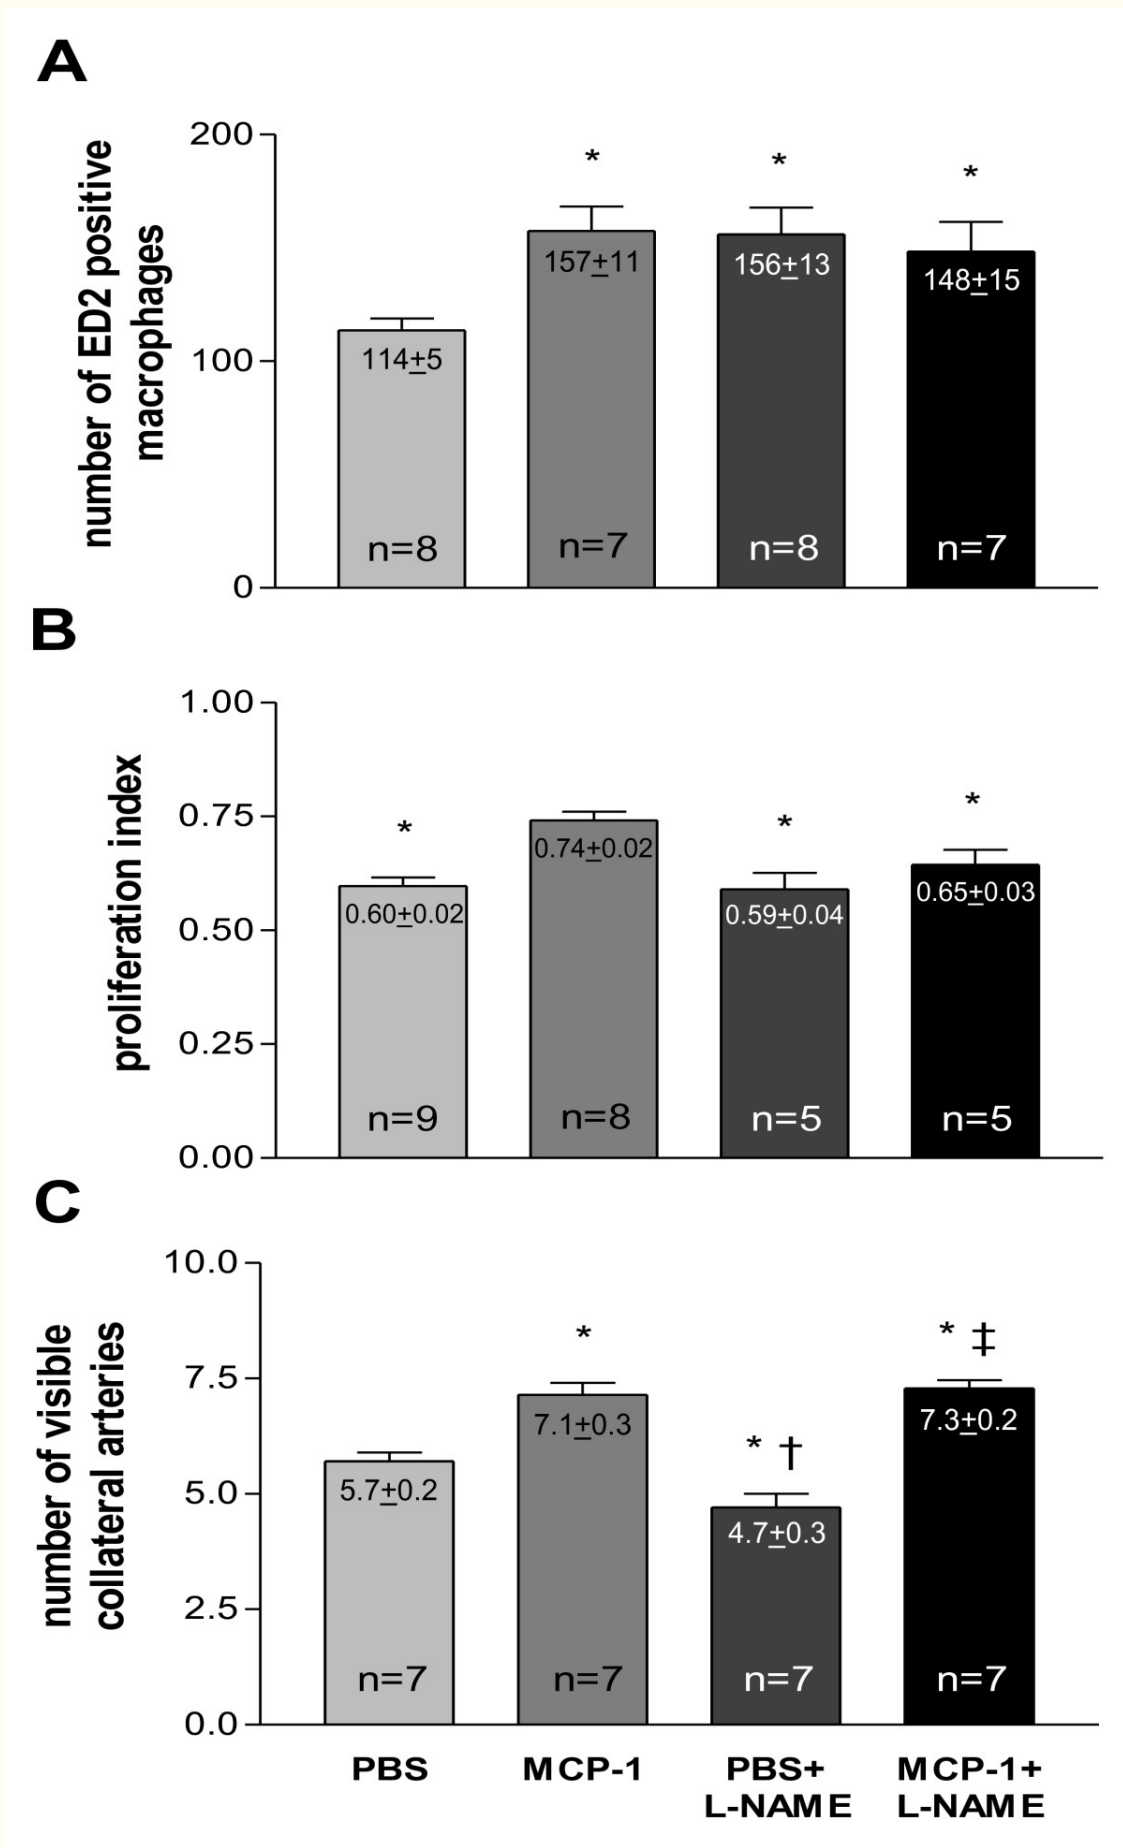 A
number of ED2 positive
macrophages
200
100
0
* * *
114±5 157±11 156±13 148±15
n=8 n=7 n=8 n=7
B
proliferation index
1.00
0.75
0.50
0.25
0.00
* * *
0.60±0.02 0.74±0.02 0.59±0.04 0.65±0.03
n=9 n=8 n=5 n=5
C
number of visible
collateral arteries
10.0
7.5
5.0
2.5
0.0
* * † * ‡
5.7±0.2 7.1±0.3 4.7±0.3 7.3±0.2
n=7 n=7 n=7 n=7
PBS MCP-1 PBS+ MCP-1+
L-NAME L-NAME